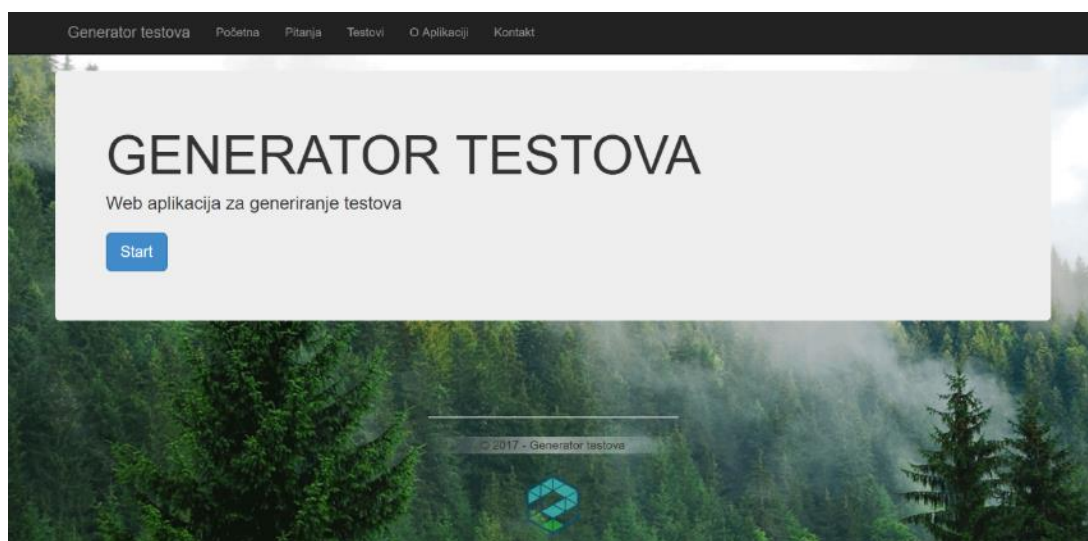 Generator testova Početna Pitanja Testovi O Aplikaciji Kontakt
GENERATOR TESTOVA
Web aplikacija za generiranje testova
Start
© 2017 - Generator testova